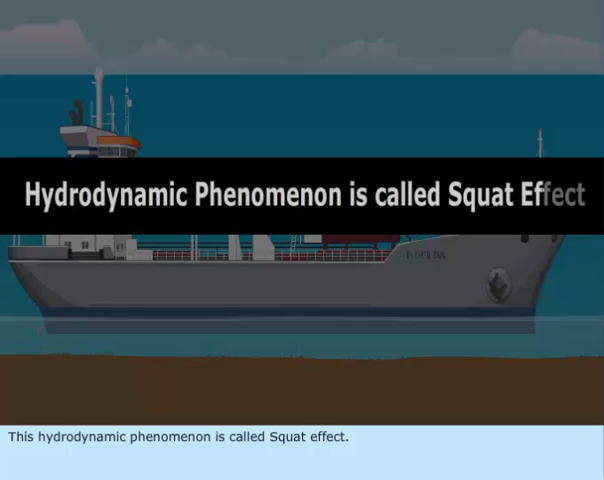 Hydrodynamic Phenomenon is called Squat Effect
This hydrodynamic phenomenon is called Squat effect.